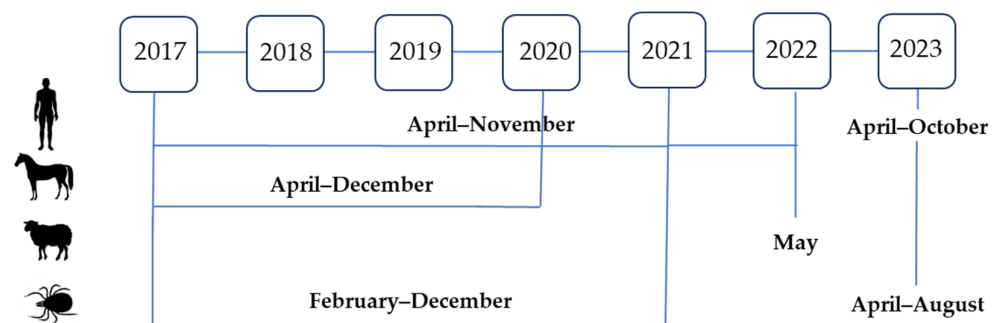 2017 2018 2019 2020 2021 2022 2023
April–November
April–October
April–December
May
February–December
April–August